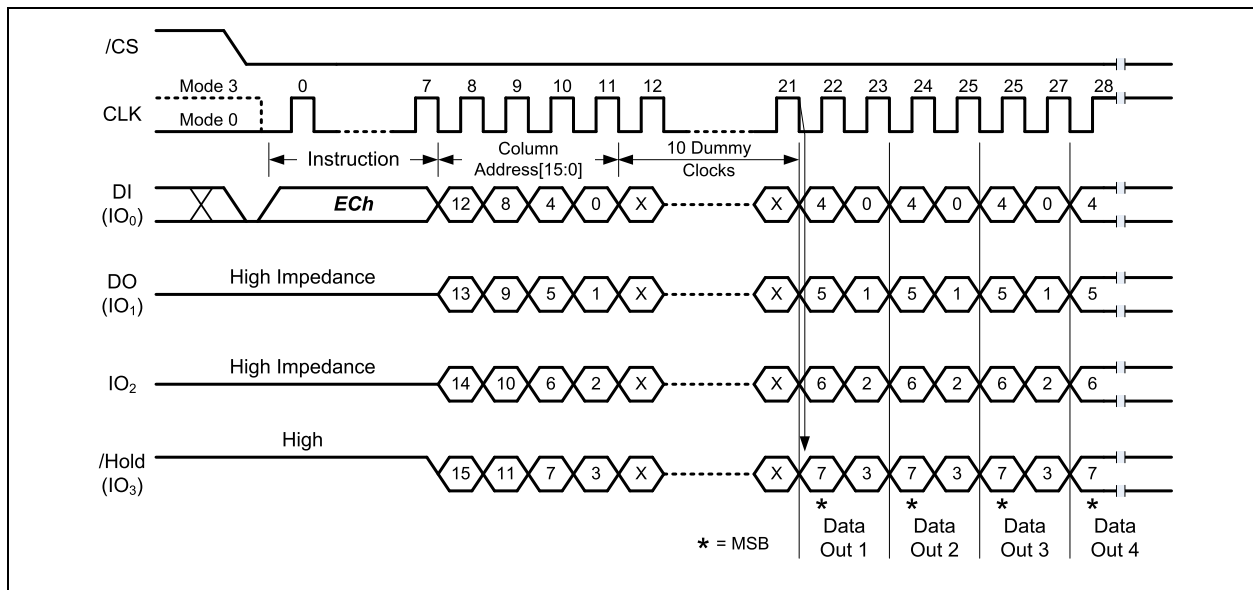 /CS
Mode 3 0 7 8 9 10 11 12 21 22 23 24 25 25 27 28
CLK
Mode 0
Instruction Column Address[15:0] 10 Dummy Clocks
DI (IO0) ECh 12 8 4 0 X X 4 0 4 0 4 0 4
DO (IO1) High Impedance 13 9 5 1 X X 5 1 5 1 5 1 5
IO2 High Impedance 14 10 6 2 X X 6 2 6 2 6 2 6
High
/Hold (IO3) 15 11 7 3 X X 7 3 7 3 7 3 7
* * * *
* = MSB
Data Out 1 Data Out 2 Data Out 3 Data Out 4